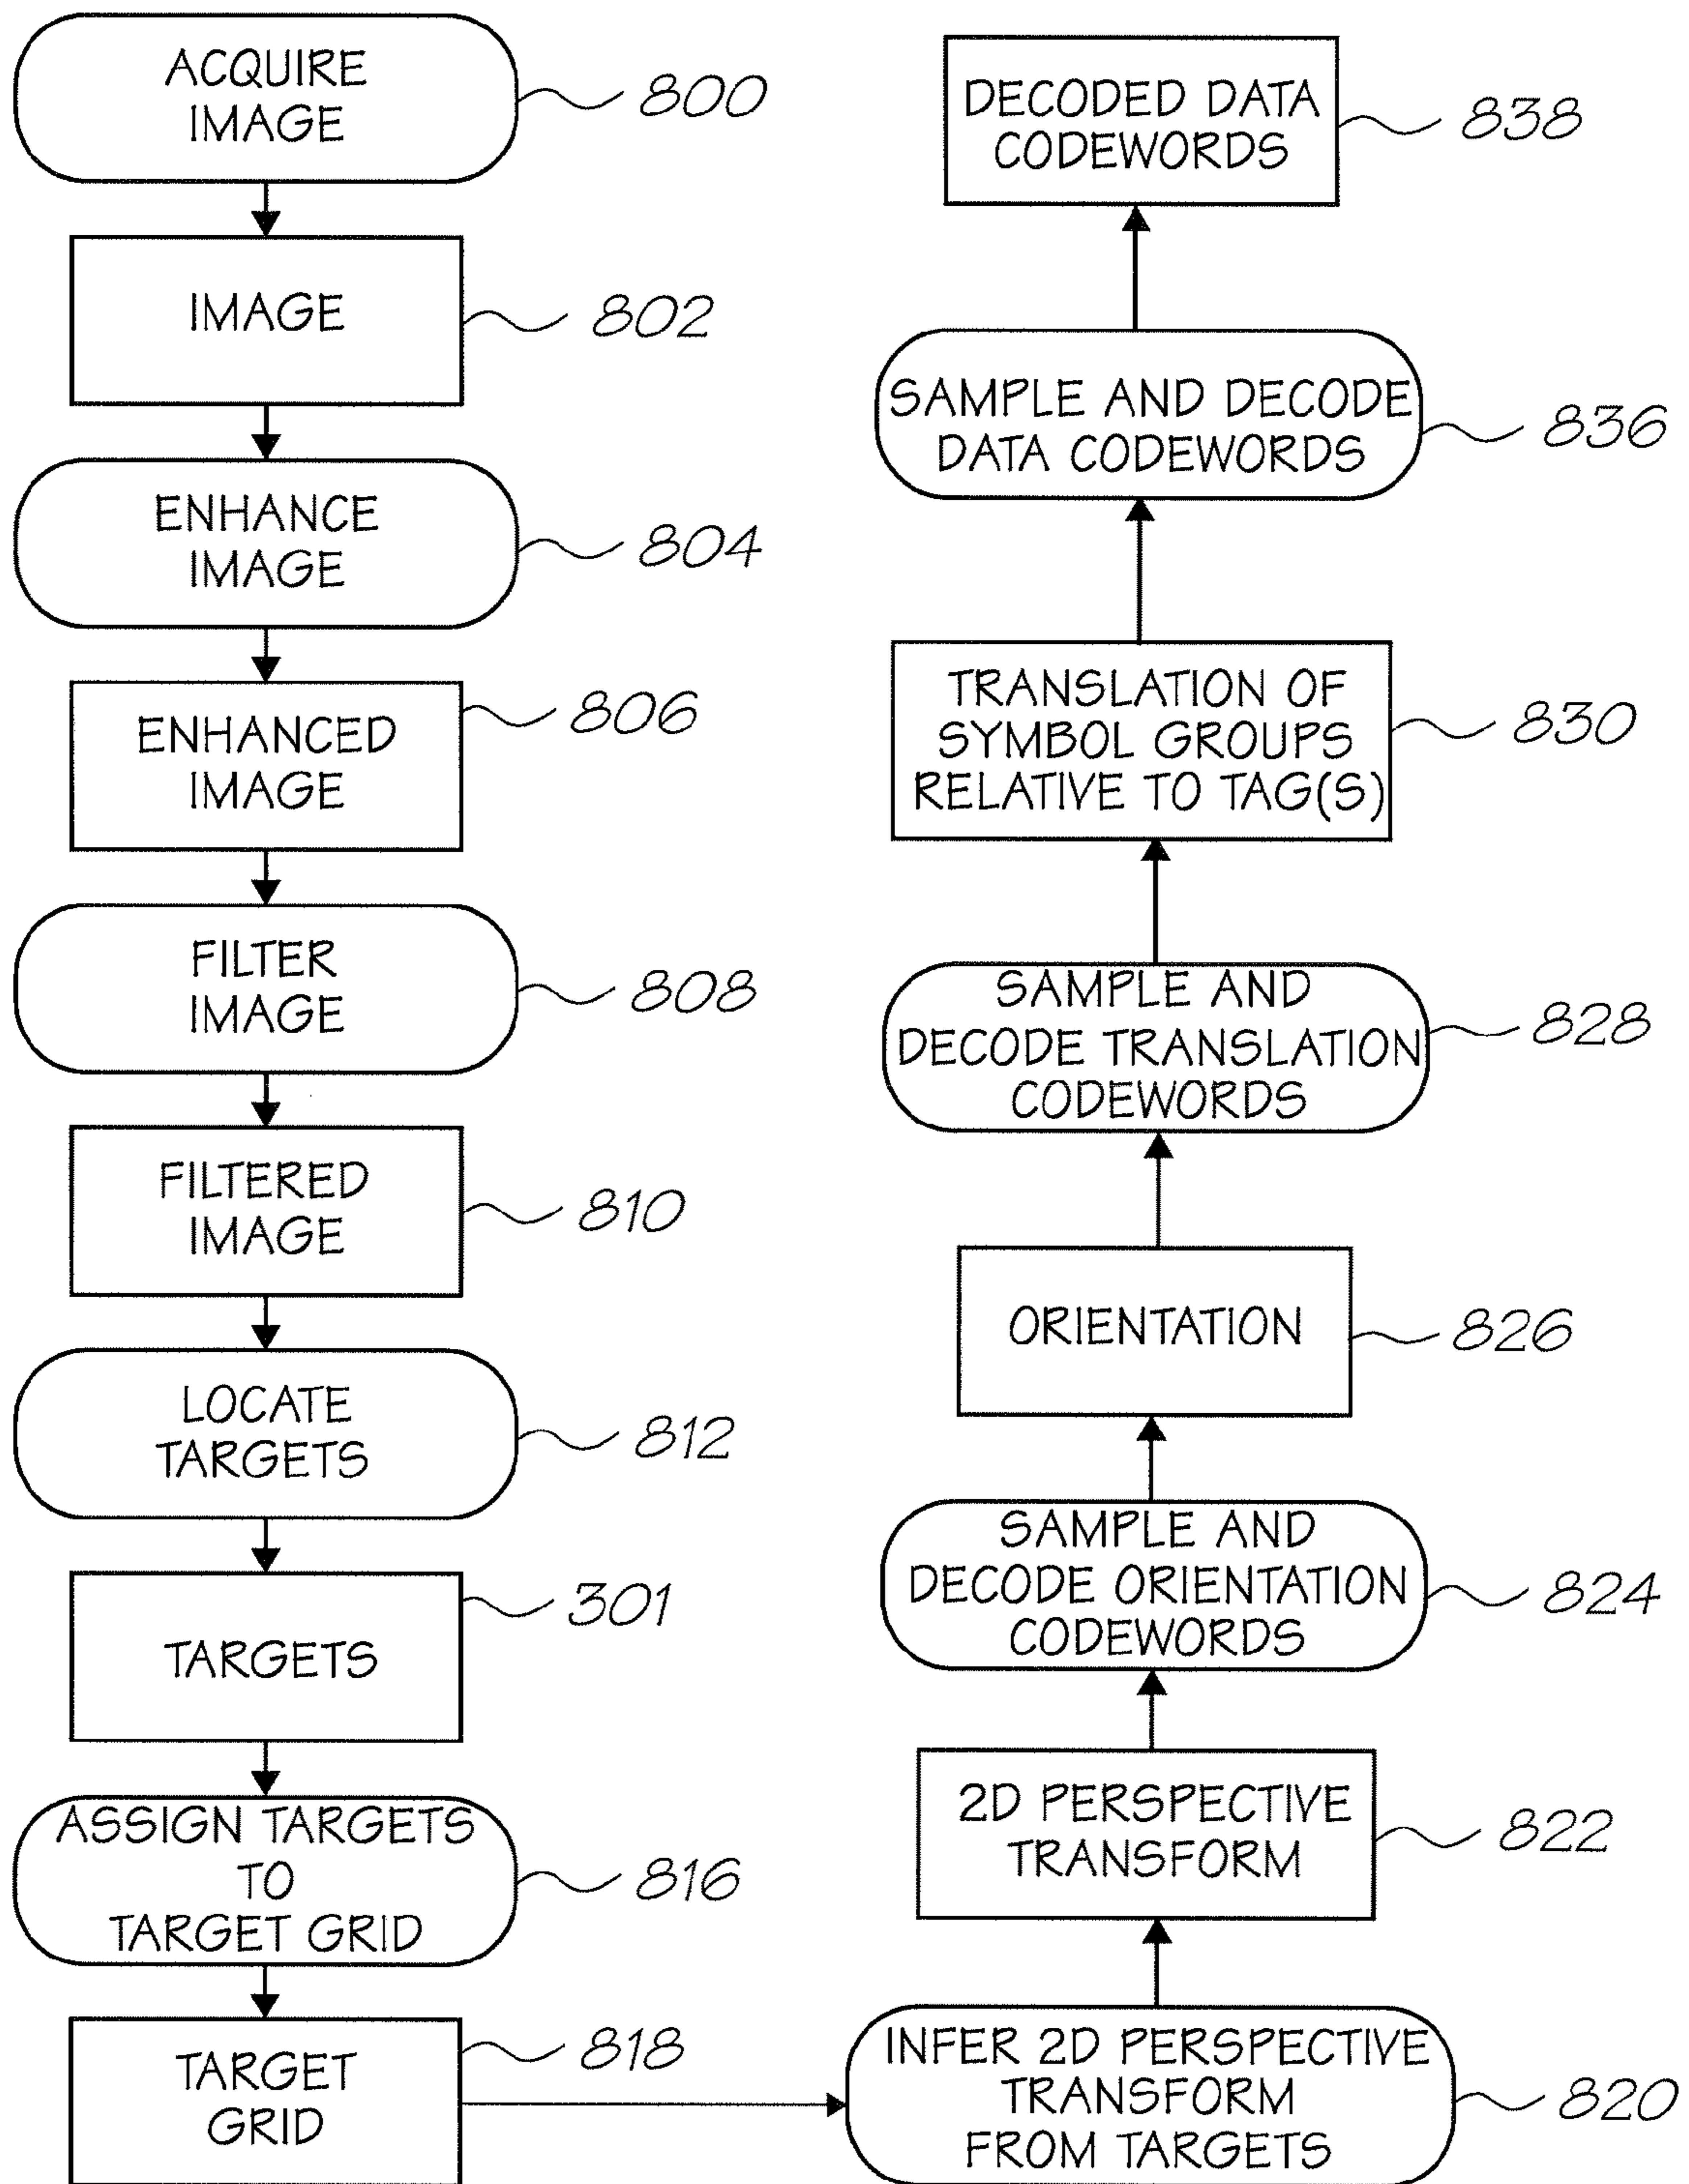 ACQUIRE
IMAGE
800
IMAGE
802
ENHANCE
IMAGE
804
ENHANCED
IMAGE
806
FILTER
IMAGE
808
FILTERED
IMAGE
810
LOCATE
TARGETS
812
TARGETS
301
ASSIGN TARGETS
TO
TARGET GRID
816
TARGET
GRID
818
INFER 2D PERSPECTIVE
TRANSFORM
FROM TARGETS
820
2D PERSPECTIVE
TRANSFORM
822
SAMPLE AND
DECODE ORIENTATION
CODEWORDS
824
ORIENTATION
826
SAMPLE AND
DECODE TRANSLATION
CODEWORDS
828
TRANSLATION OF
SYMBOL GROUPS
RELATIVE TO TAG(S)
830
SAMPLE AND DECODE
DATA CODEWORDS
836
DECODED DATA
CODEWORDS
838